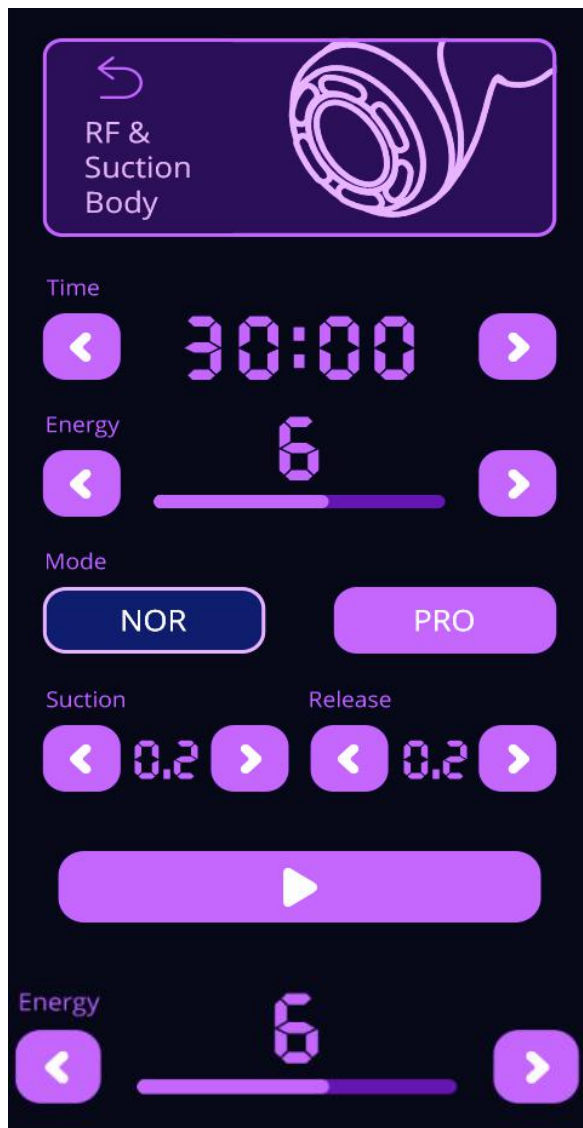 RF &
Suction
Body
Time
30:00
Energy
6
Mode
NOR PRO
Suction Release
0.2 0.2
Energy
6